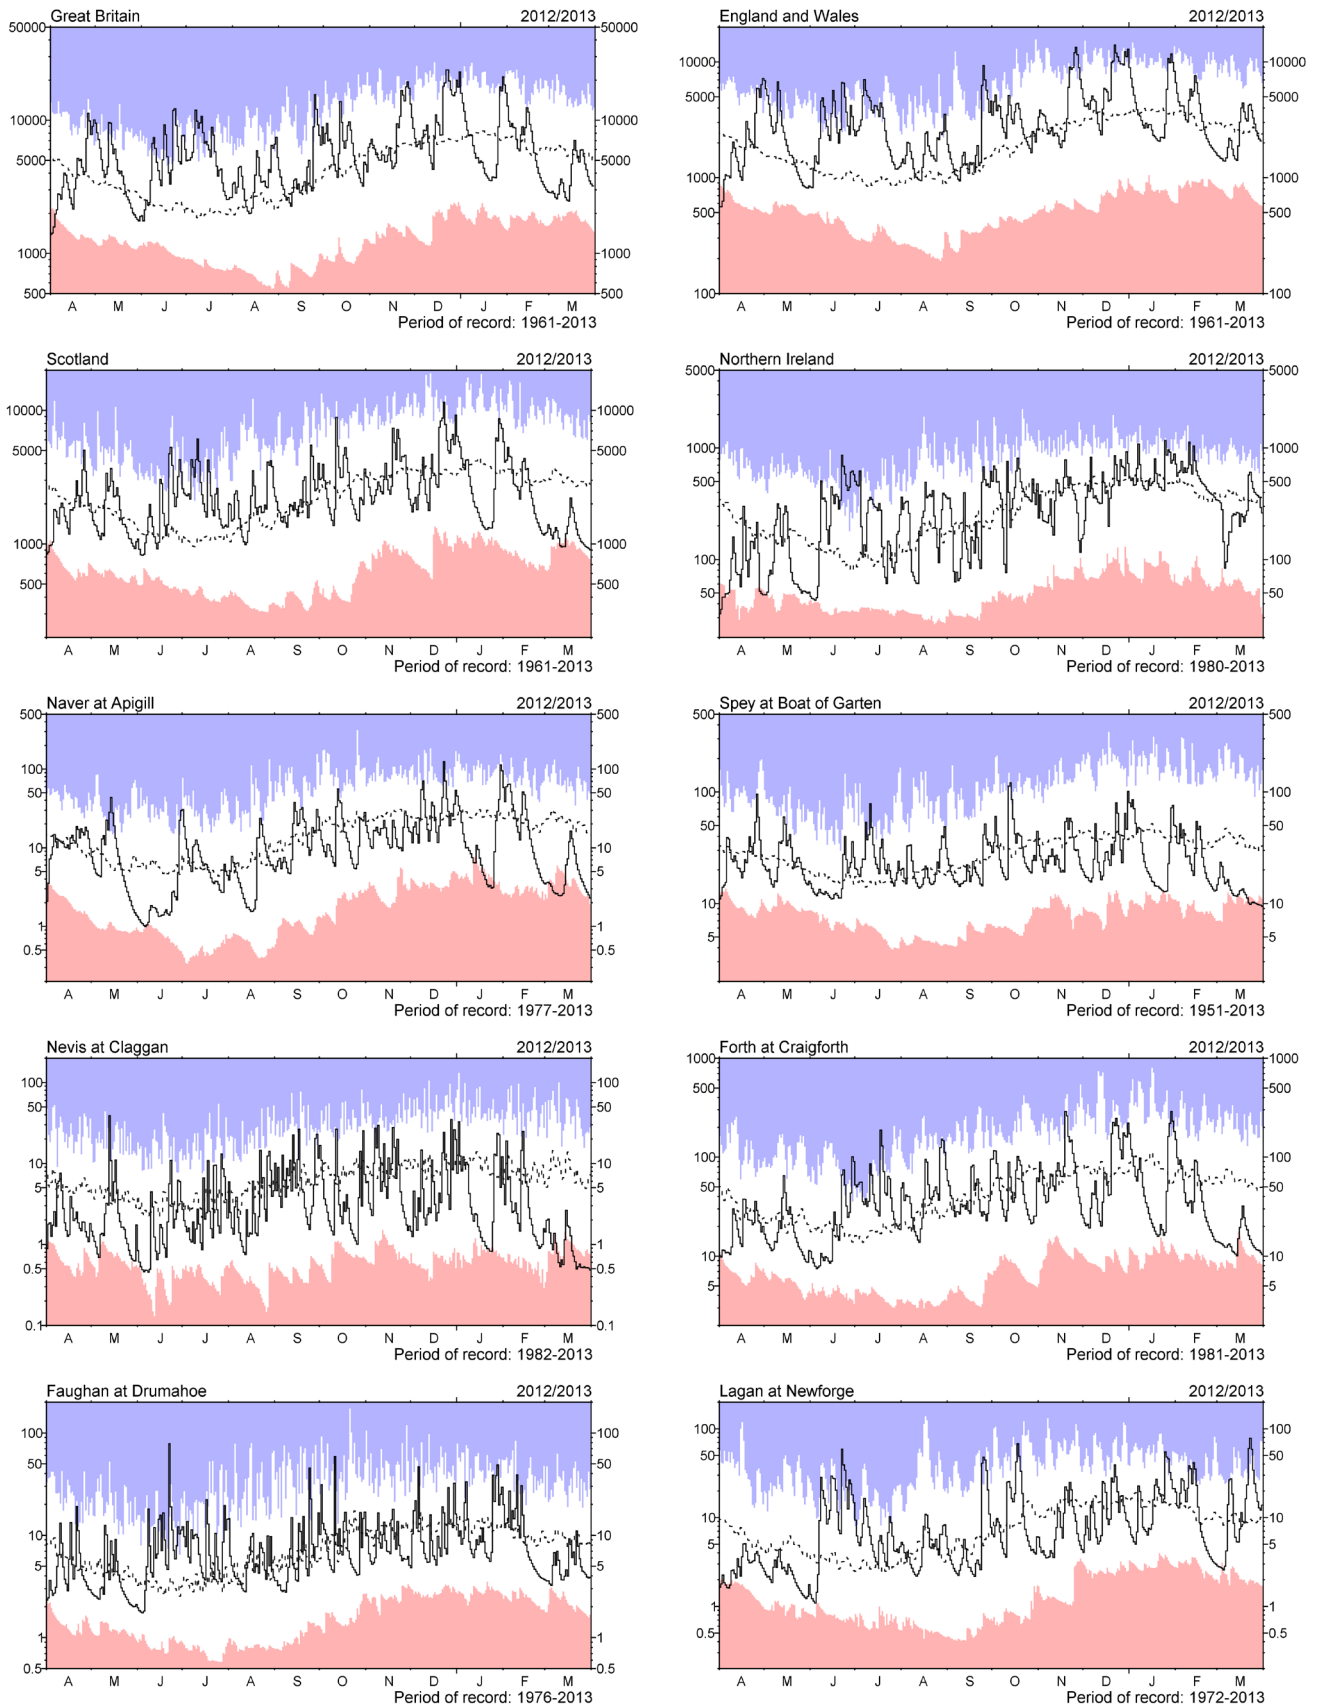 Great Britain 2012/2013
50000 50000
10000 10000
5000 5000
1000 1000
500 500
A M J J A S O N D J F M
Period of record: 1961-2013
England and Wales 2012/2013
10000 10000
5000 5000
1000 1000
500 500
100 100
A M J J A S O N D J F M
Period of record: 1961-2013
Scotland 2012/2013
10000 10000
5000 5000
1000 1000
500 500
A M J J A S O N D J F M
Period of record: 1961-2013
Northern Ireland 2012/2013
5000 5000
1000 1000
500 500
100 100
50 50
A M J J A S O N D J F M
Period of record: 1980-2013
Naver at Apigill 2012/2013
500 500
100 100
50 50
10 10
5 5
1 1
0.5 0.5
A M J J A S O N D J F M
Period of record: 1977-2013
Spey at Boat of Garten 2012/2013
500 500
100 100
50 50
10 10
5 5
A M J J A S O N D J F M
Period of record: 1951-2013
Nevis at Claggan 2012/2013
100 100
50 50
10 10
5 5
1 1
0.5 0.5
0.1 0.1
A M J J A S O N D J F M
Period of record: 1982-2013
Forth at Craigforth 2012/2013
1000 1000
500 500
100 100
50 50
10 10
5 5
A M J J A S O N D J F M
Period of record: 1981-2013
Faughan at Drumahoe 2012/2013
100 100
50 50
10 10
5 5
1 1
0.5 0.5
A M J J A S O N D J F M
Period of record: 1976-2013
Lagan at Newforge 2012/2013
100 100
50 50
10 10
5 5
1 1
0.5 0.5
A M J J A S O N D J F M
Period of record: 1972-2013